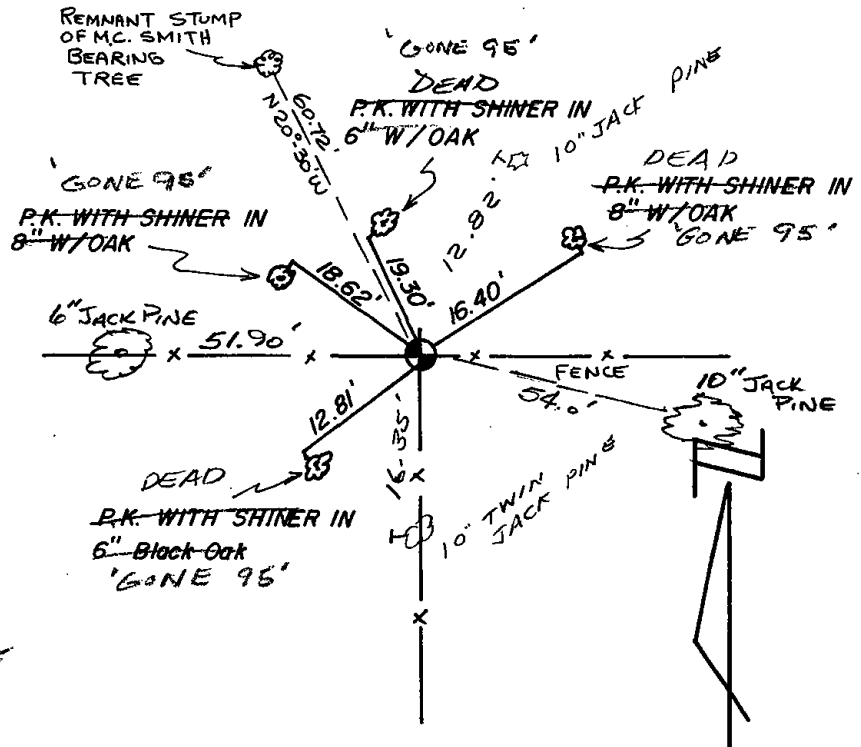 REMNANT STUMP
OF M.C. SMITH
BEARING
TREE
'GONE 95'
DEAD
P.K. WITH SHINER IN
6" W/OAK
10" JACK PINE
DEAD
P.K. WITH SHINER IN
8" W/OAK
'GONE 95'
'GONE 95'
P.K. WITH SHINER IN
8" W/OAK
60.72'
N 20°-30'W
18.62'
19.30'
12.92'
16.40'
6" JACK PINE
x 51.90' x x x
FENCE
54.0'
10" JACK
PINE
12.81'
16.35'
x
10" TWIN
JACK PINE
DEAD
P.K. WITH SHINER IN
6" Black Oak
'GONE 95'
x
N